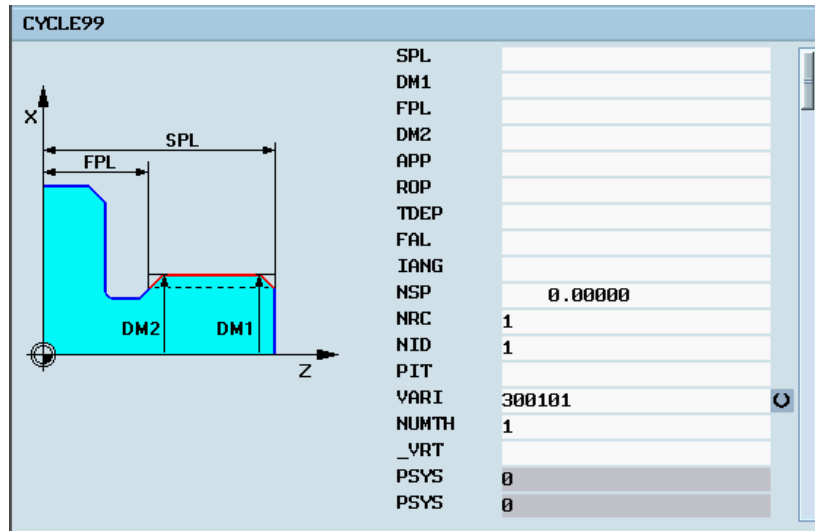 CYCLE99
X
SPL
FPL
DM2
DM1
Z
SPL
DM1
FPL
DM2
APP
ROP
TDEP
FAL
IANG
NSP 0.00000
NRC 1
NID 1
PIT
VARI 300101
NUMTH 1
_VRT
PSYS 0
PSYS 0